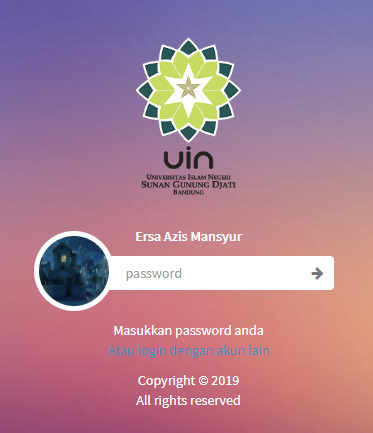 uin
UNIVERSITAS ISLAM NEGERI
SUNAN GUNUNG DJATI
BANDUNG
Ersa Azis Mansyur
password
Masukkan password anda
Atau login dengan akun lain
Copyright © 2019
All rights reserved